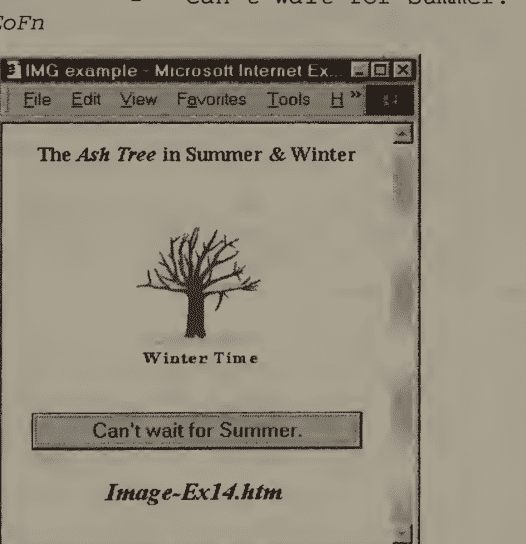 - Can't wait for Summer.
EoFn
IMG example - Microsoft Internet Ex...
File Edit View Favorites Tools H »
The Ash Tree in Summer & Winter
Winter Time
Can't wait for Summer.
Image-Ex14.htm